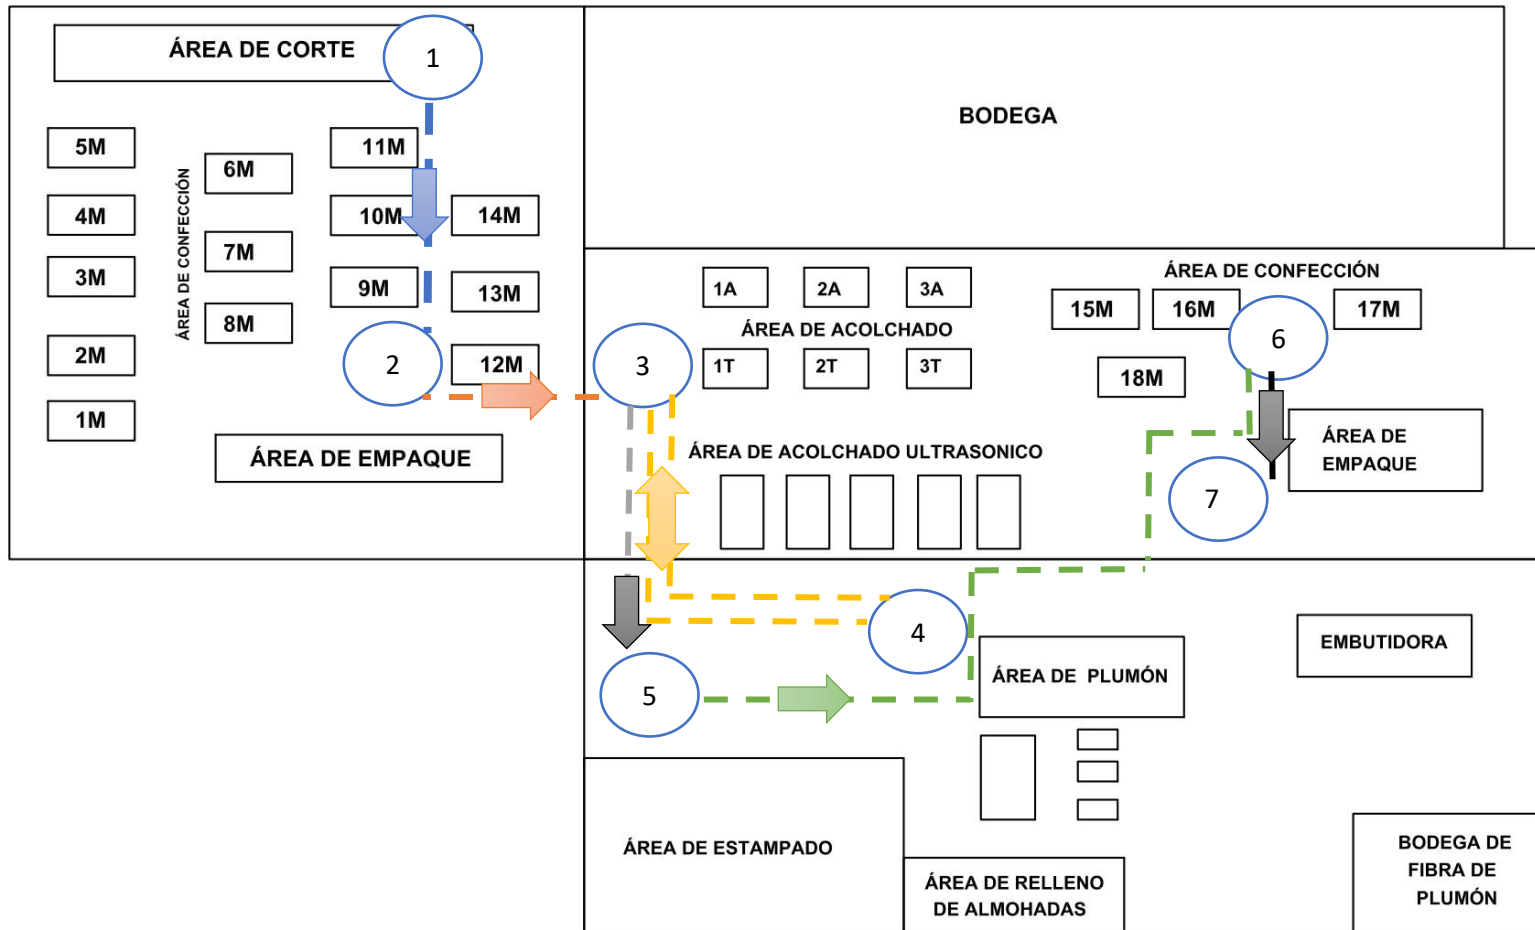 ÁREA DE CORTE
1
BODEGA
5M
11M
6M
ÁREA DE CONFECCIÓN
4M
10M
14M
7M
3M
9M
13M
8M
2M
2
12M
1M
ÁREA DE EMPAQUE
ÁREA DE CONFECCIÓN
1A
2A
3A
15M
16M
17M
ÁREA DE ACOLCHADO
6
3
1T
2T
3T
18M
ÁREA DE ACOLCHADO ULTRASONICO
ÁREA DE
EMPAQUE
7
4
EMBUTIDORA
5
ÁREA DE PLUMÓN
ÁREA DE ESTAMPADO
ÁREA DE RELLENO
DE ALMOHADAS
BODEGA DE
FIBRA DE
PLUMÓN